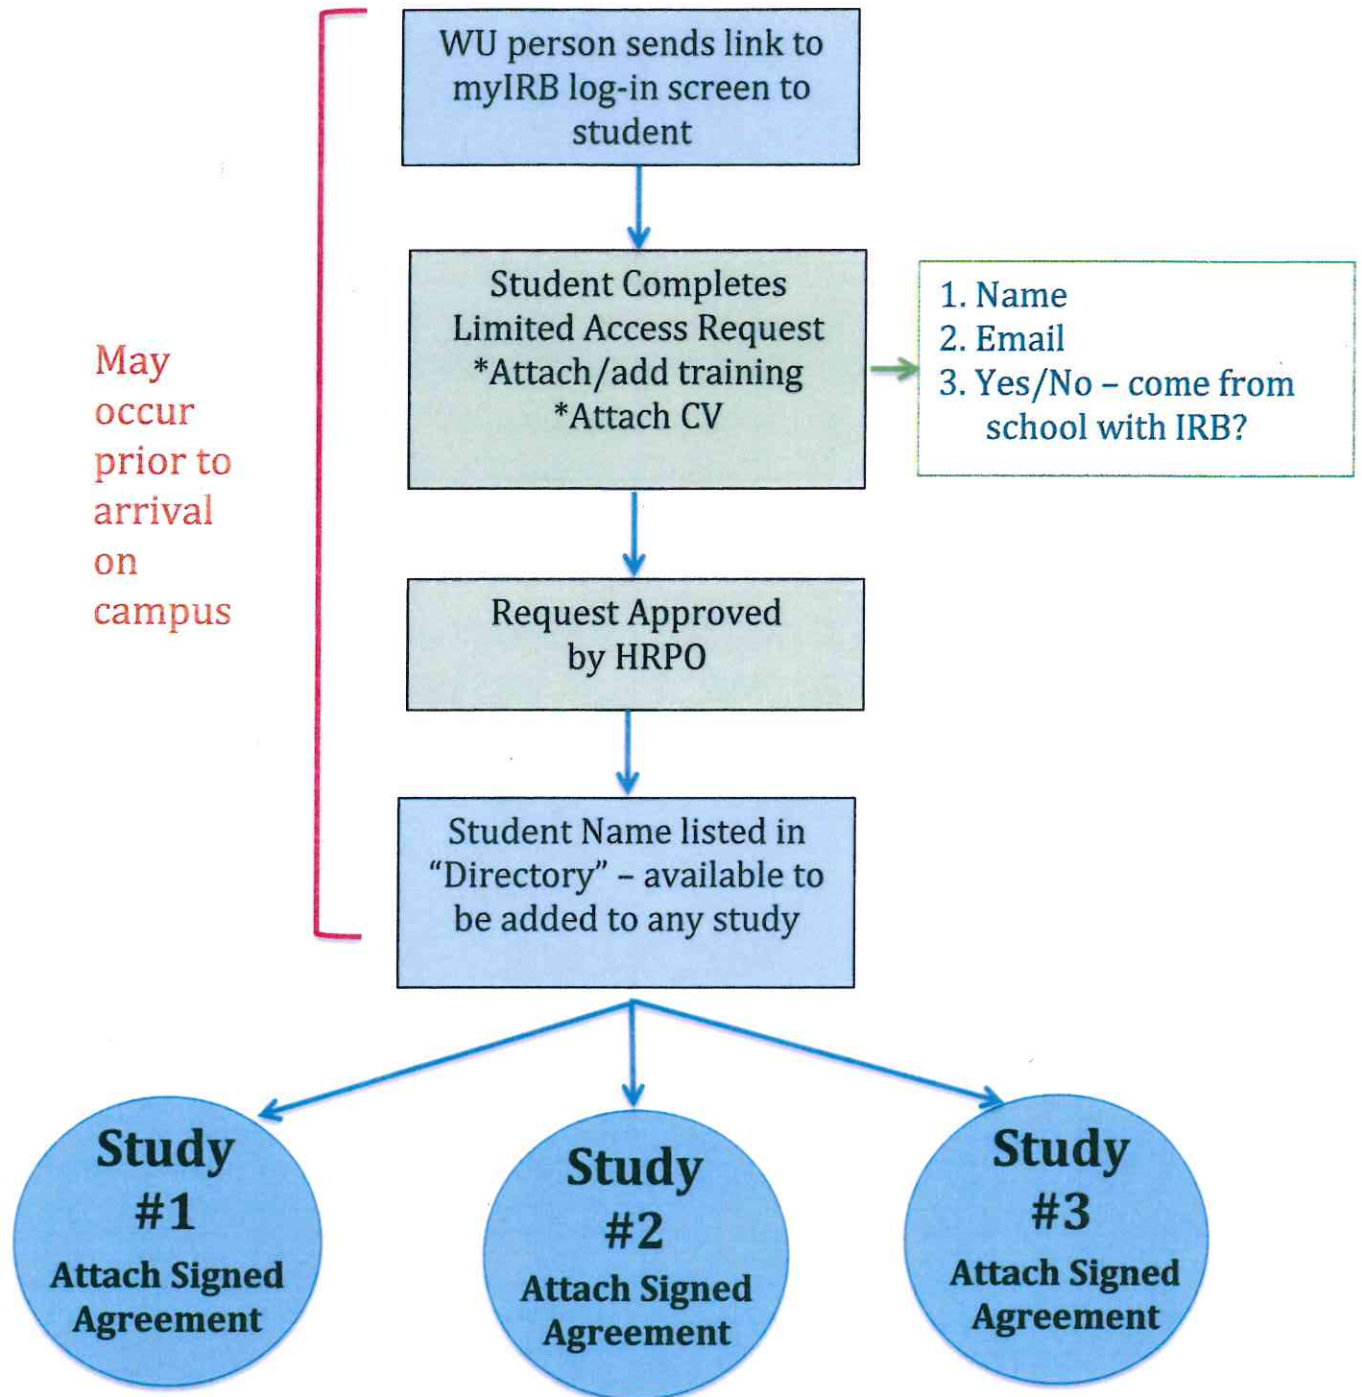 WU person sends link to
myIRB log-in screen to
student
Student Completes
Limited Access Request
*Attach/add training
*Attach CV
1. Name
2. Email
3. Yes/No – come from
school with IRB?
May
occur
prior to
arrival
on
campus
Request Approved
by HRPO
Student Name listed in
“Directory” – available to
be added to any study
Study
#1
Attach Signed
Agreement
Study
#2
Attach Signed
Agreement
Study
#3
Attach Signed
Agreement